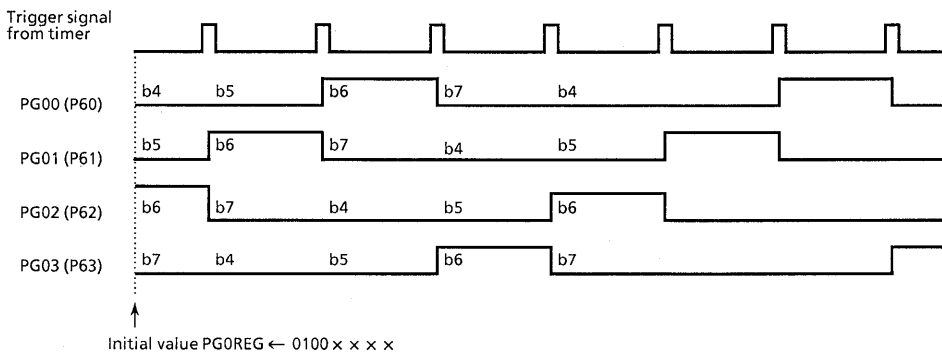 Trigger signal
from timer
PG00 (P60) b4 b5 b6 b7 b4
PG01 (P61) b5 b6 b7 b4 b5
PG02 (P62) b6 b7 b4 b5 b6
PG03 (P63) b7 b4 b5 b6 b7
Initial value PG0REG ← 0100××××